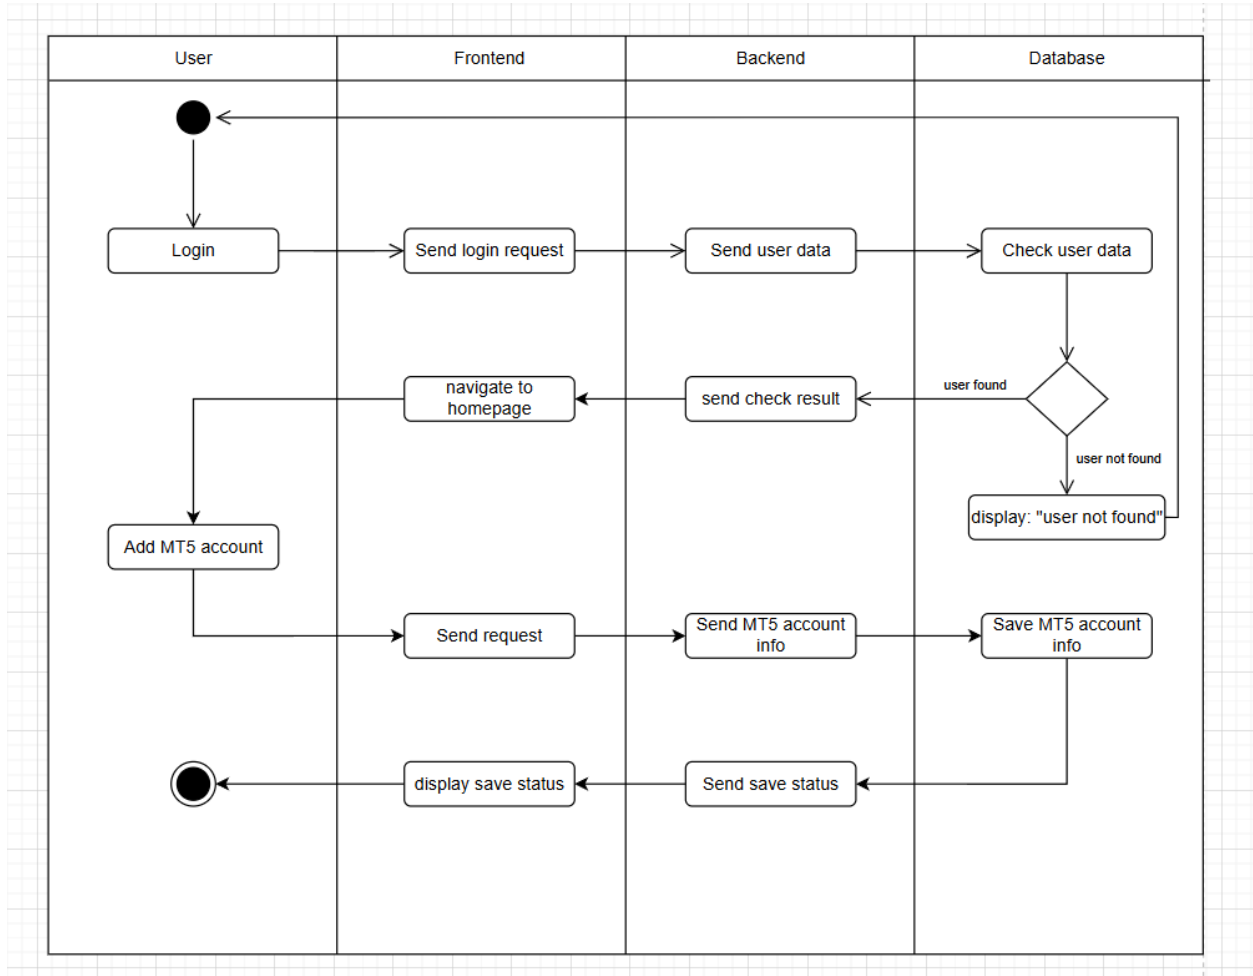 User
Frontend
Backend
Database
Login
Send login request
Send user data
Check user data
navigate to
homepage
send check result
user found
user not found
display: "user not found"
Add MT5 account
Send request
Send MT5 account
info
Save MT5 account
info
display save status
Send save status